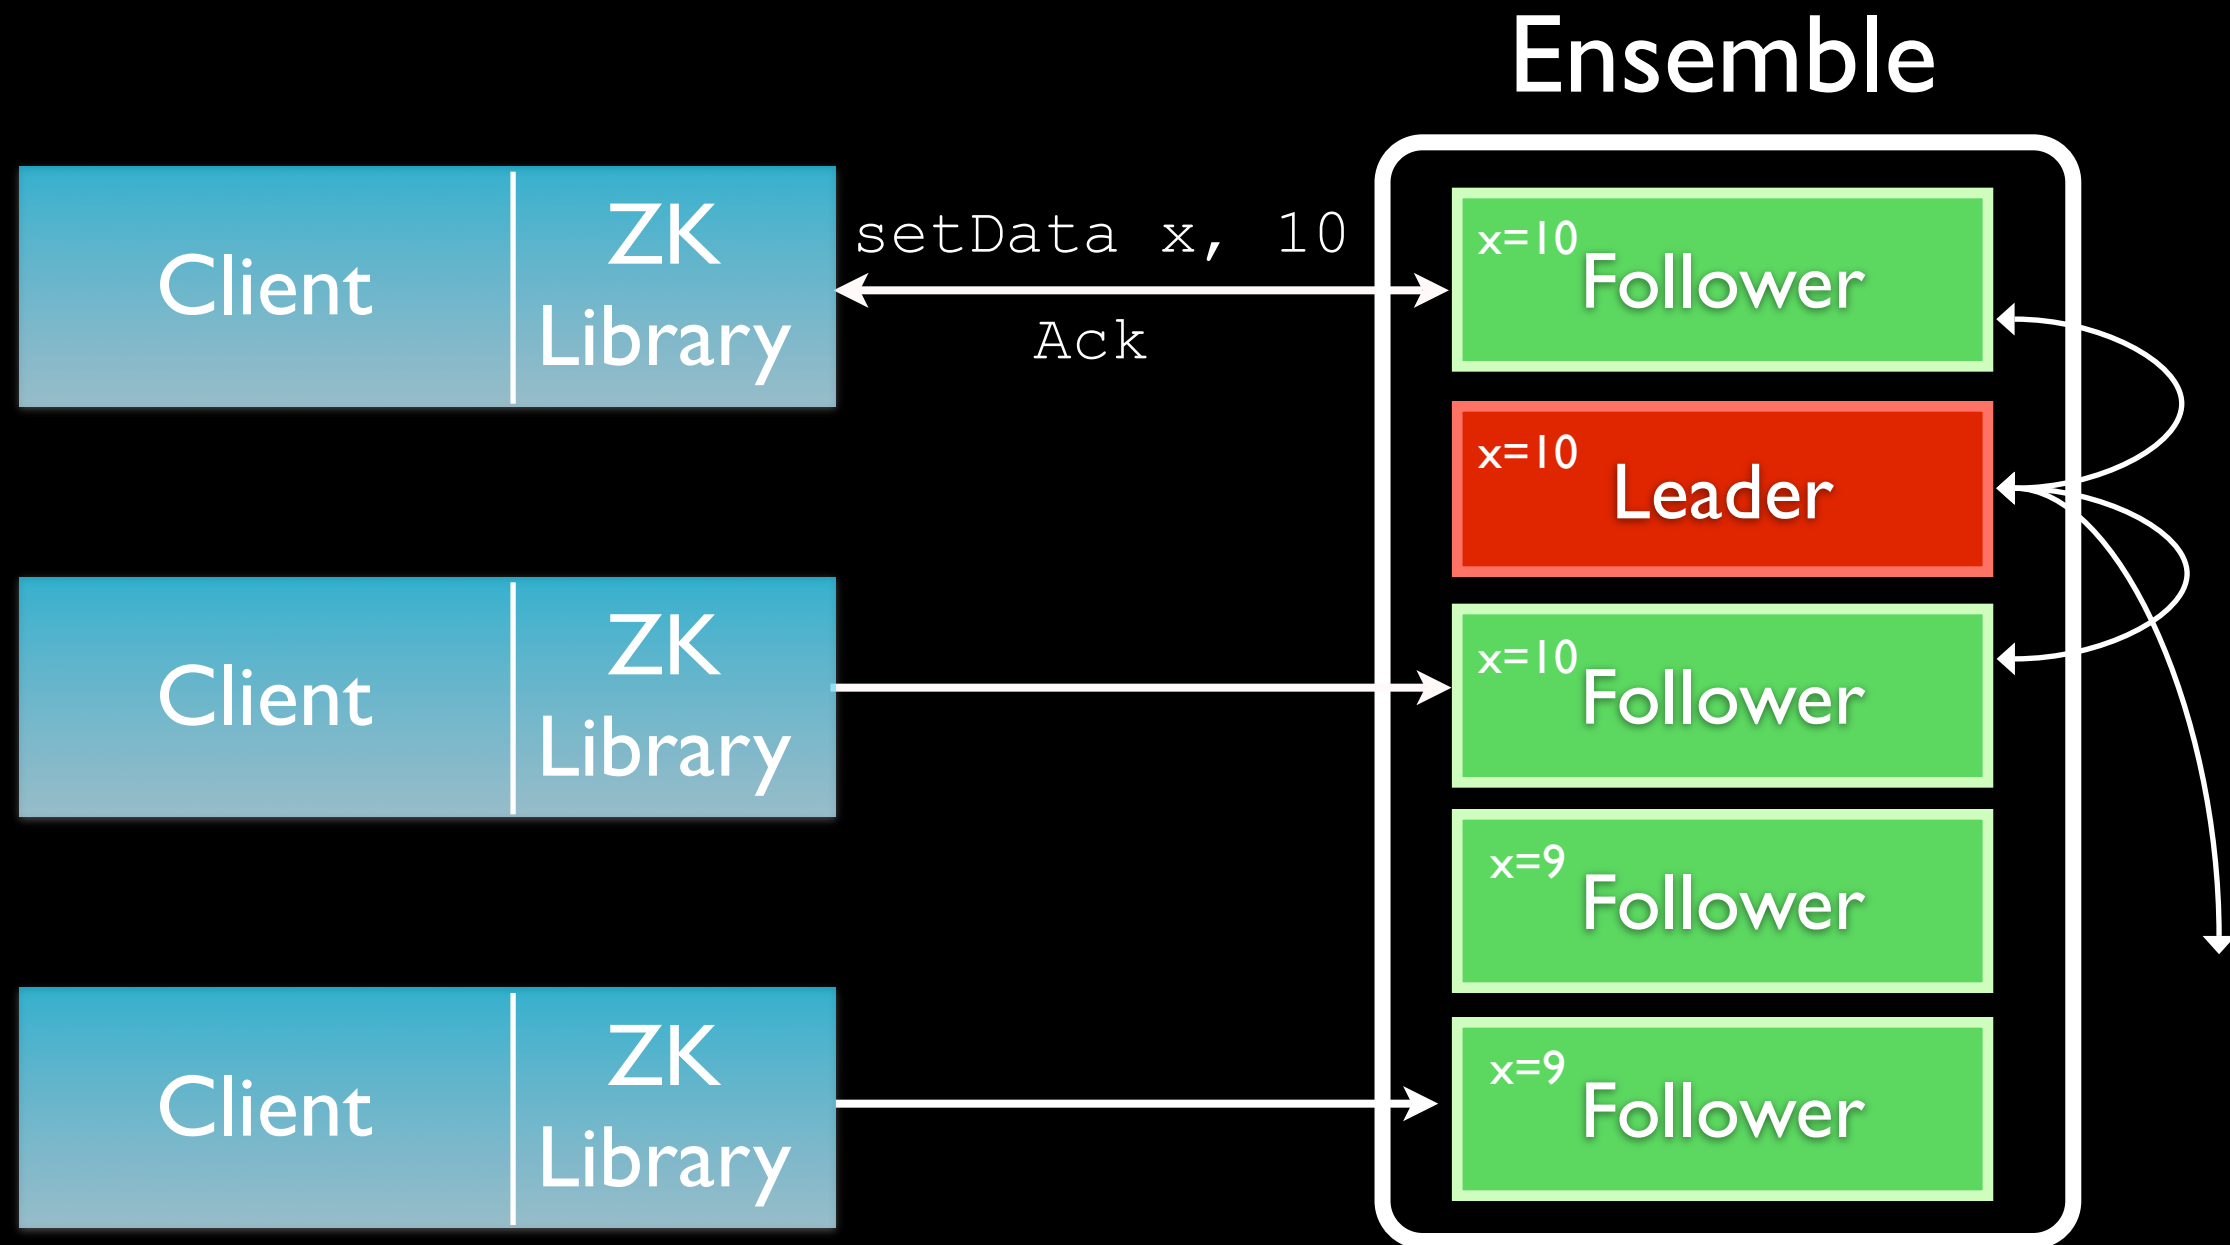 Ensemble
Client
ZK
Library
setData x, 10
Ack
x=10
Follower
x=10
Leader
Client
ZK
Library
x=10
Follower
x=9
Follower
Client
ZK
Library
x=9
Follower